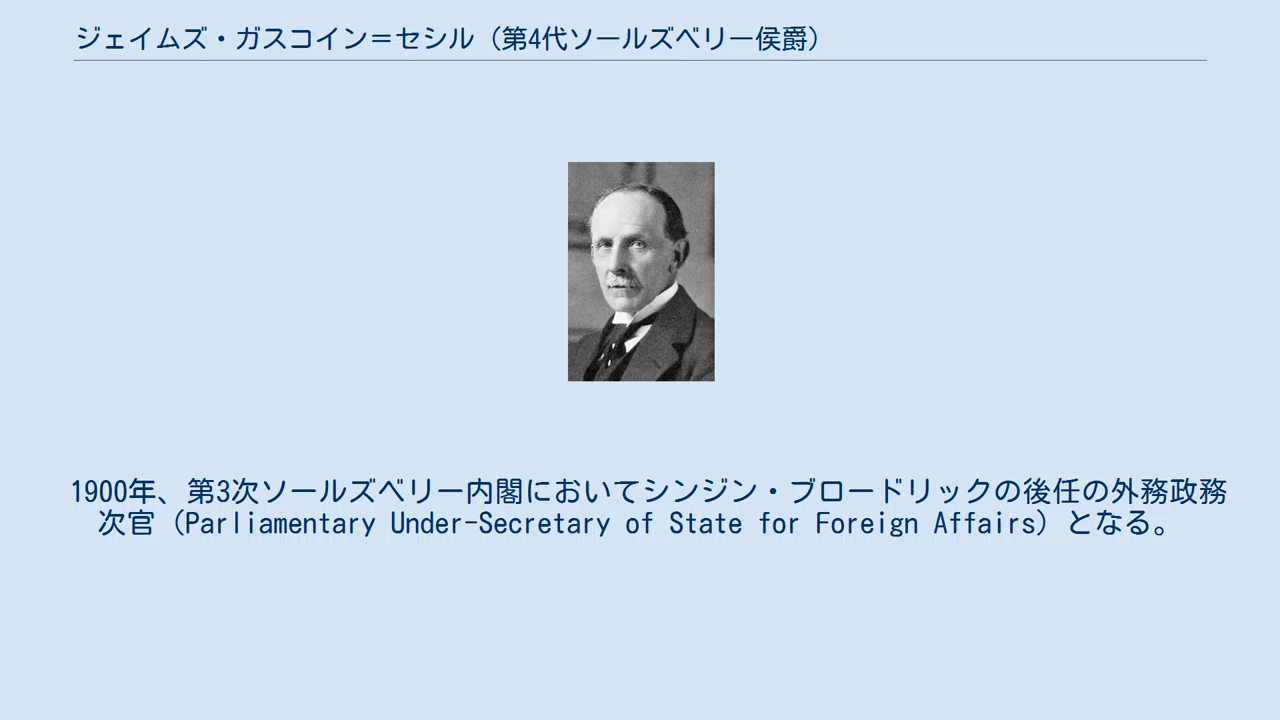 ジェイムズ・ガスコイン＝セシル（第4代ソールズベリー侯爵）
1900年、第3次ソールズベリー内閣においてシンジン・ブロードリックの後任の外務政務
次官（Parliamentary Under-Secretary of State for Foreign Affairs）となる。